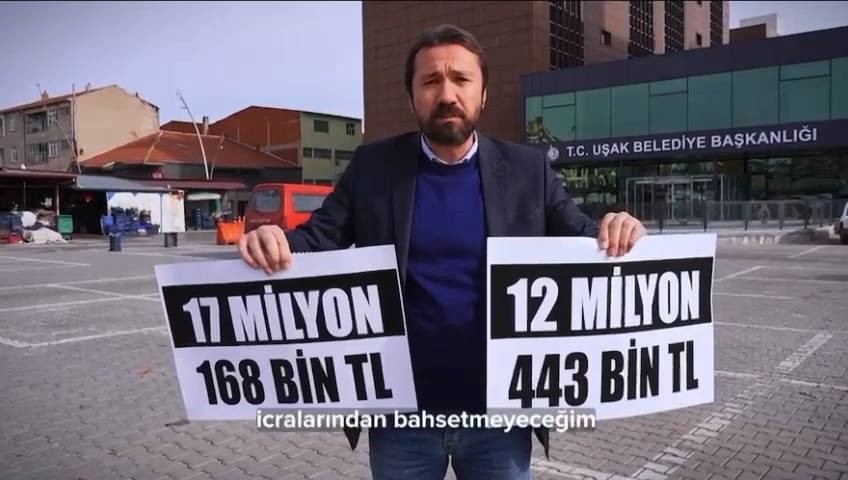 T.C. UŞAK BELEDİYE BAŞKANLIĞI
17 MİLYON
168 BİN TL
12 MİLYON
443 BİN TL
icralarından bahsetmeyeceğim